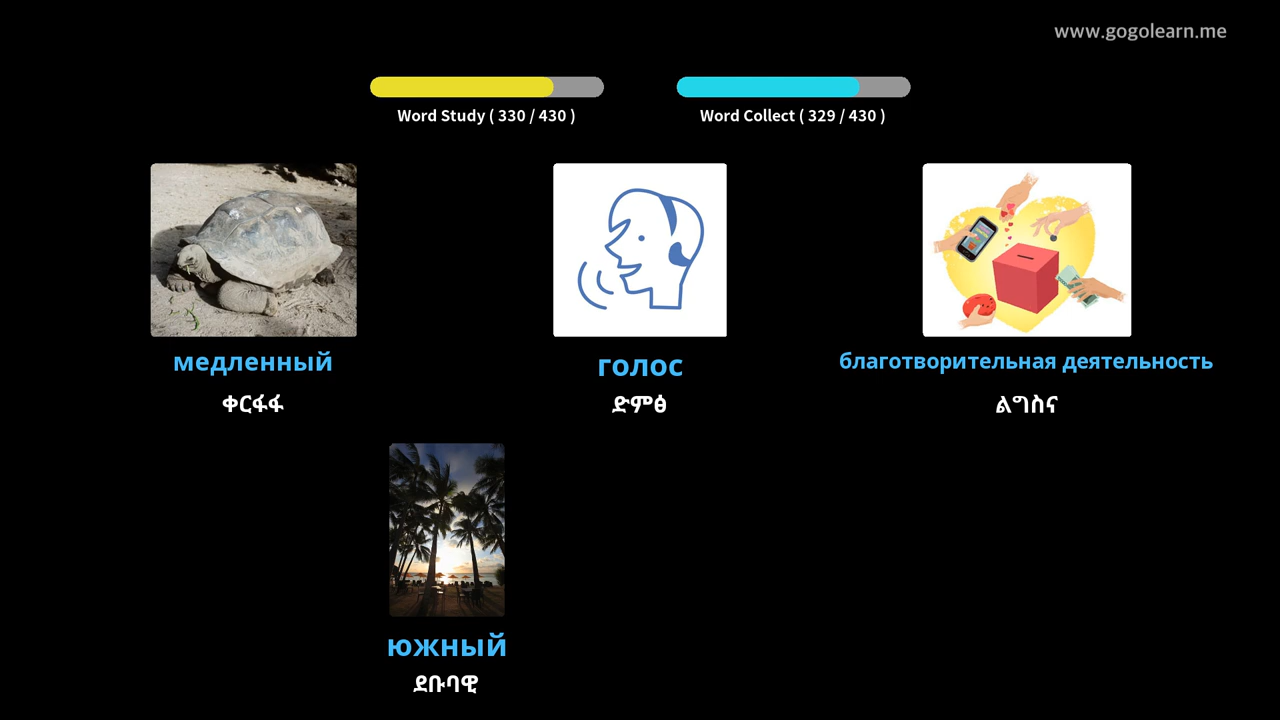 www.gogolearn.me
Word Study ( 330 / 430 )
Word Collect ( 329 / 430 )
медленный
ቀርፋፋ
голос
ድምፅ
благотворительная деятельность
ልግስና
южный
ደቡባዊ